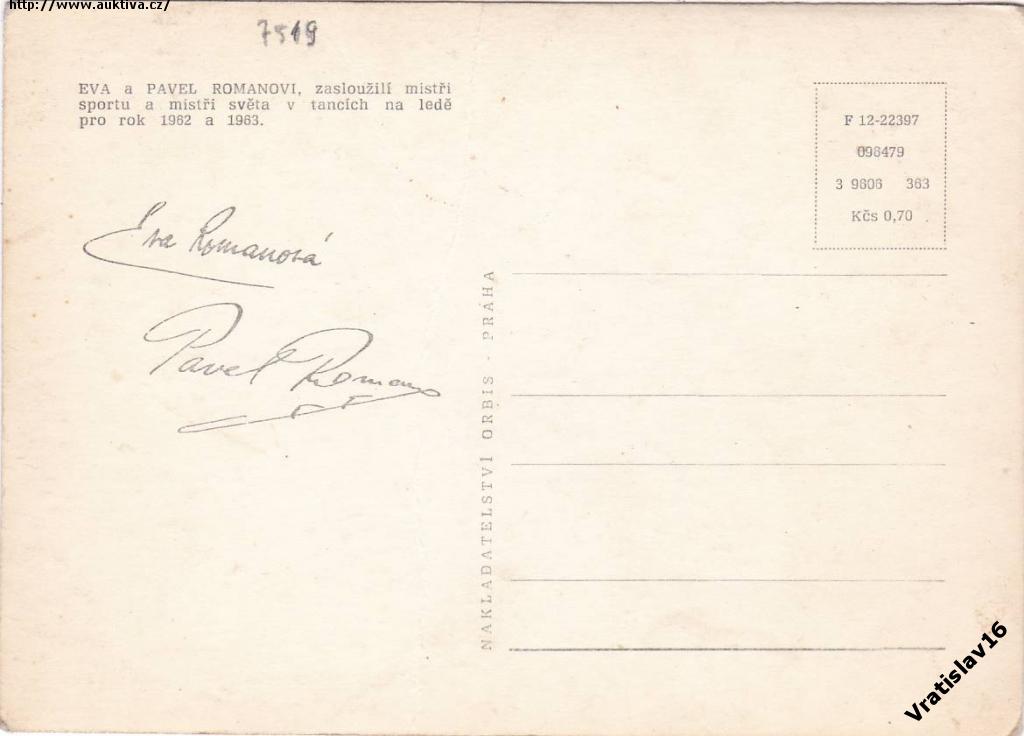 http://www.auktiva.cz/
7519
EVA a PAVEL ROMANOVI, zasloužilí mistři
sportu a mistři světa v tancích na ledě
pro rok 1962 a 1963.
F 12-22397
096479
3 9606 363
Kčs 0,70
Eva Romanová
Pavel Roman
NAKLADATELSTVÍ ORBIS - PRAHA
Vratislav16